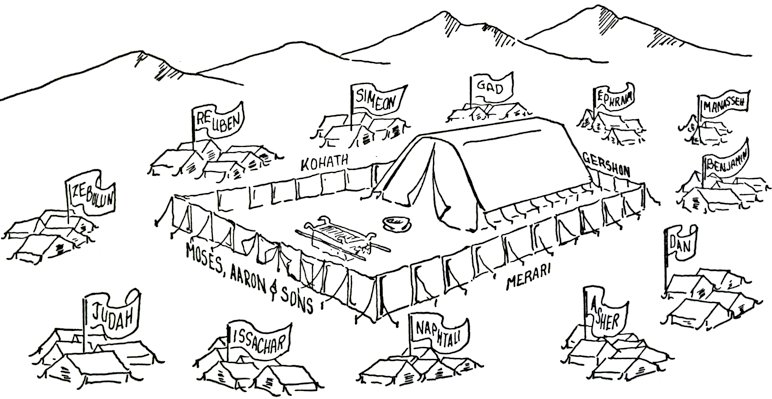 GAD
EPHRAIM
SIMEON
MANASSEH
REUBEN
KOHATH
GERSHON
BENJAMIN
ZEBULUN
DAN
MOSES, AARON & SONS
MERARI
JUDAH
ISSACHAR
NAPHTALI
ASHER